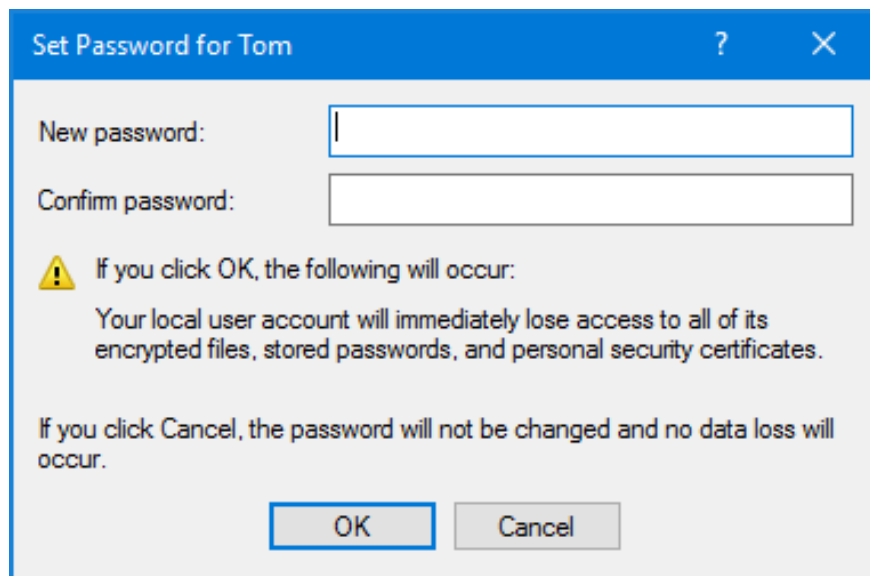 Set Password for Tom ?
New password:
Confirm password:
If you click OK, the following will occur:
Your local user account will immediately lose access to all of its
encrypted files, stored passwords, and personal security certificates.
If you click Cancel, the password will not be changed and no data loss will
occur.
OK Cancel